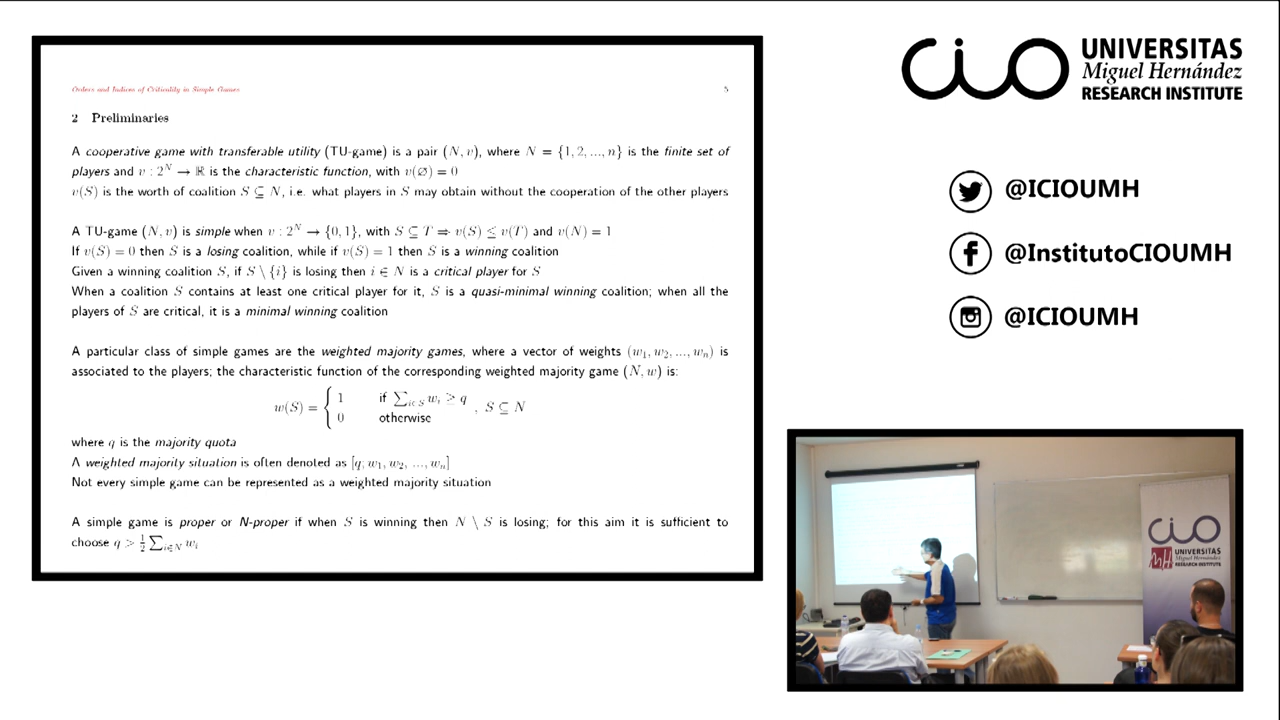 Orders and Indices of Criticality in Simple Games 5
2 Preliminaries
A cooperative game with transferable utility (TU-game) is a pair (N, v), where N = {1, 2, ..., n} is the finite set of
players and v : 2^N → ℝ is the characteristic function, with v(∅) = 0
v(S) is the worth of coalition S ⊆ N, i.e. what players in S may obtain without the cooperation of the other players
A TU-game (N, v) is simple when v : 2^N → {0, 1}, with S ⊆ T ⇒ v(S) ≤ v(T) and v(N) = 1
If v(S) = 0 then S is a losing coalition, while if v(S) = 1 then S is a winning coalition
Given a winning coalition S, if S \ {i} is losing then i ∈ N is a critical player for S
When a coalition S contains at least one critical player for it, S is a quasi-minimal winning coalition; when all the
players of S are critical, it is a minimal winning coalition
A particular class of simple games are the weighted majority games, where a vector of weights (w₁, w₂, ..., wₙ) is
associated to the players; the characteristic function of the corresponding weighted majority game (N, w) is:
w(S) = { 1 if ∑_{i∈S} w_i ≥ q
0 otherwise , S ⊆ N
where q is the majority quota
A weighted majority situation is often denoted as [q; w₁, w₂, ..., wₙ]
Not every simple game can be represented as a weighted majority situation
A simple game is proper or N-proper if when S is winning then N \ S is losing; for this aim it is sufficient to
choose q > ½ ∑_{i∈N} w_i
CIO
UNIVERSITAS
Miguel Hernández
RESEARCH INSTITUTE
@ICIOUMH
@InstitutoCIOUMH
@ICIOUMH
CIO
UNIVERSITAS
Miguel Hernández
RESEARCH INSTITUTE